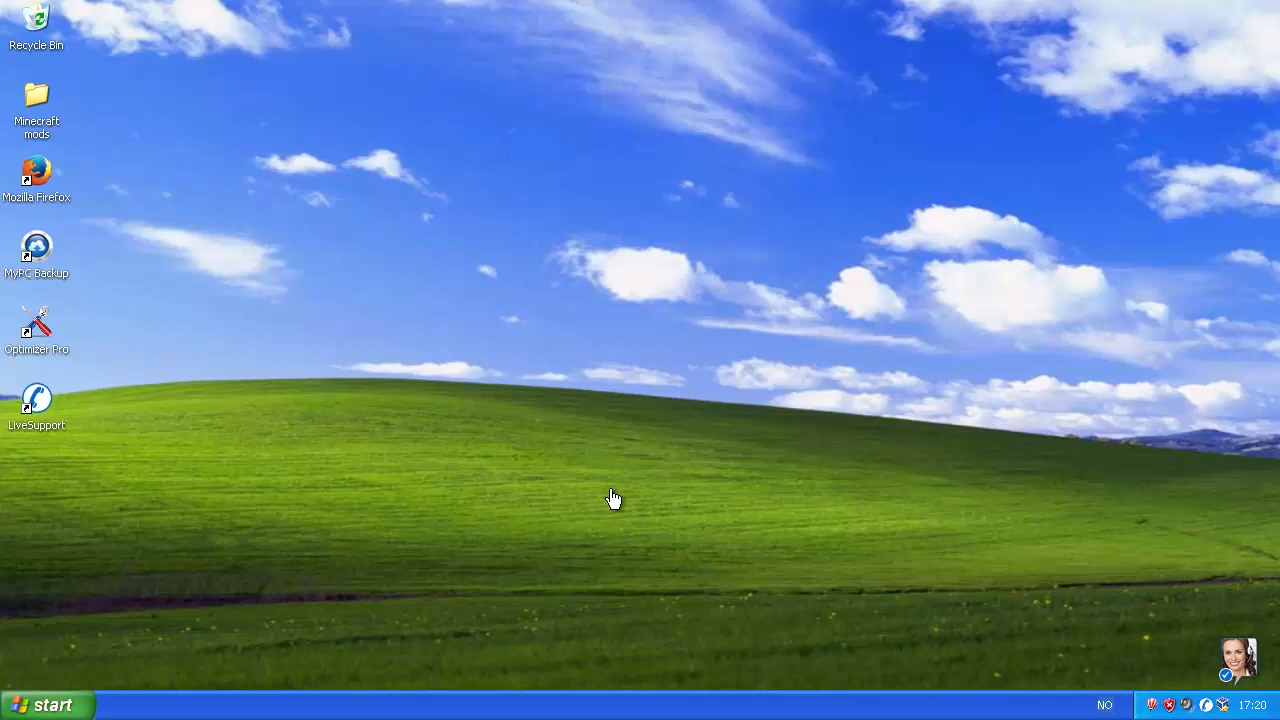 Recycle Bin
Minecraft
mods
Mozilla Firefox
MyPC Backup
Optimizer Pro
LiveSupport
start
NO
17:20